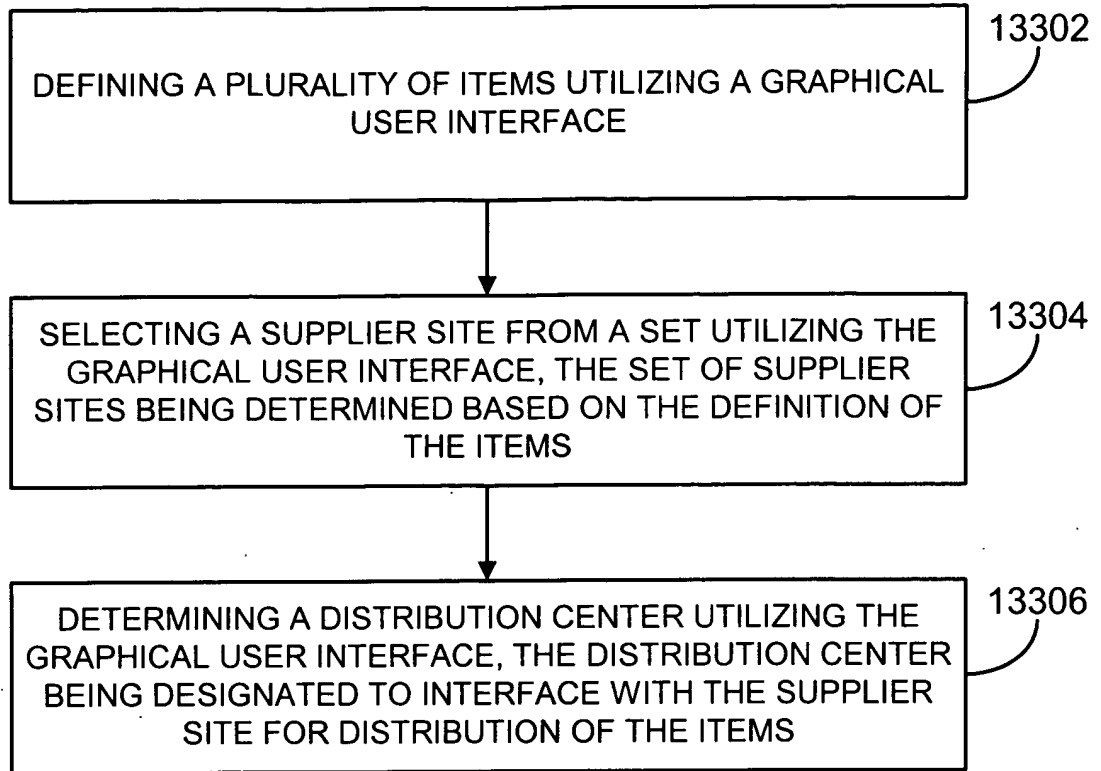 13302
DEFINING A PLURALITY OF ITEMS UTILIZING A GRAPHICAL
USER INTERFACE
13304
SELECTING A SUPPLIER SITE FROM A SET UTILIZING THE
GRAPHICAL USER INTERFACE, THE SET OF SUPPLIER
SITES BEING DETERMINED BASED ON THE DEFINITION OF
THE ITEMS
13306
DETERMINING A DISTRIBUTION CENTER UTILIZING THE
GRAPHICAL USER INTERFACE, THE DISTRIBUTION CENTER
BEING DESIGNATED TO INTERFACE WITH THE SUPPLIER
SITE FOR DISTRIBUTION OF THE ITEMS